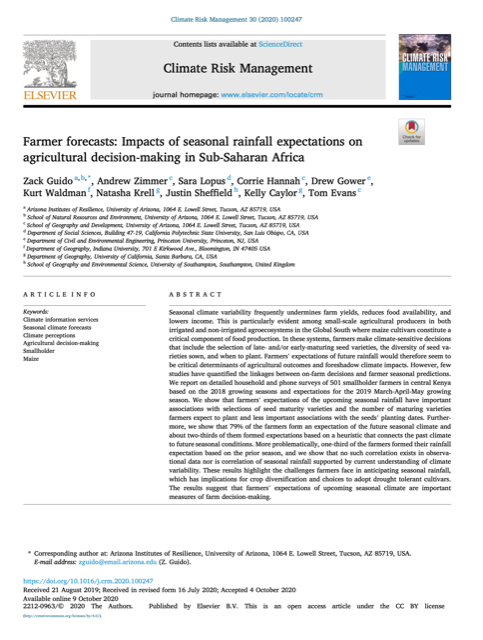 Climate Risk Management 30 (2020) 100247
Contents lists available at ScienceDirect
Climate Risk Management
journal homepage: www.elsevier.com/locate/crm
ELSEVIER
CLIMATE RISK
MANAGEMENT
Check for
updates
Farmer forecasts: Impacts of seasonal rainfall expectations on
agricultural decision-making in Sub-Saharan Africa
Zack Guido a,b,*, Andrew Zimmer c, Sara Lopus d, Corrie Hannah c, Drew Gower e,
Kurt Waldman f, Natasha Krell g, Justin Sheffield h, Kelly Caylor g, Tom Evans c
a Arizona Institutes of Resilience, University of Arizona, 1064 E. Lowell Street, Tucson, AZ 85719, USA
b School of Natural Resources and Environment, University of Arizona, 1064 E. Lowell Street, Tucson, AZ 85719, USA
c School of Geography and Development, University of Arizona, 1064 E. Lowell Street, Tucson, AZ 85719, USA
d Department of Social Sciences, Building 47-19, California Polytechnic State University, San Luis Obispo, CA, USA
e Department of Civil and Environmental Engineering, Princeton University, Princeton, NJ, USA
f Department of Geography, Indiana University, 701 E Kirkwood Ave., Bloomington, IN 47405 USA
g Department of Geography, University of California, Santa Barbara, CA, USA
h School of Geography and Environmental Science, University of Southampton, Southampton, United Kingdom
ARTICLE INFO
Keywords:
Climate information services
Seasonal climate forecasts
Climate perceptions
Agricultural decision-making
Smallholder
Maize
ABSTRACT
Seasonal climate variability frequently undermines farm yields, reduces food availability, and
lowers income. This is particularly evident among small-scale agricultural producers in both
irrigated and non-irrigated agroecosystems in the Global South where maize cultivars constitute a
critical component of food production. In these systems, farmers make climate-sensitive decisions
that include the selection of late- and/or early-maturing seed varieties, the diversity of seed va-
rieties sown, and when to plant. Farmers' expectations of future rainfall would therefore seem to
be critical determinants of agricultural outcomes and foreshadow climate impacts. However, few
studies have quantified the linkages between on-farm decisions and farmer seasonal predictions.
We report on detailed household and phone surveys of 501 smallholder farmers in central Kenya
based on the 2018 growing seasons and expectations for the 2019 March-April-May growing
season. We show that farmers' expectations of the upcoming seasonal rainfall have important
associations with selections of seed maturity varieties and the number of maturing varieties
farmers expect to plant and less important associations with the seeds' planting dates. Further-
more, we show that 79% of the farmers form an expectation of the future seasonal climate and
about two-thirds of them formed expectations based on a heuristic that connects the past climate
to future seasonal conditions. More problematically, one-third of the farmers formed their rainfall
expectation based on the prior season, and we show that no such correlation exists in observa-
tional data nor is correlation of seasonal rainfall supported by current understanding of climate
variability. These results highlight the challenges farmers face in anticipating seasonal rainfall,
which has implications for crop diversification and choices to adopt drought tolerant cultivars.
The results suggest that farmers' expectations of upcoming seasonal climate are important
measures of farm decision-making.
* Corresponding author at: Arizona Institutes of Resilience, University of Arizona, 1064 E. Lowell Street, Tucson, AZ 85719, USA.
E-mail address: zguido@email.arizona.edu (Z. Guido).
https://doi.org/10.1016/j.crm.2020.100247
Received 21 August 2019; Received in revised form 16 July 2020; Accepted 4 October 2020
Available online 9 October 2020
2212-0963/© 2020 The Authors. Published by Elsevier B.V. This is an open access article under the CC BY license
(http://creativecommons.org/licenses/by/4.0/).